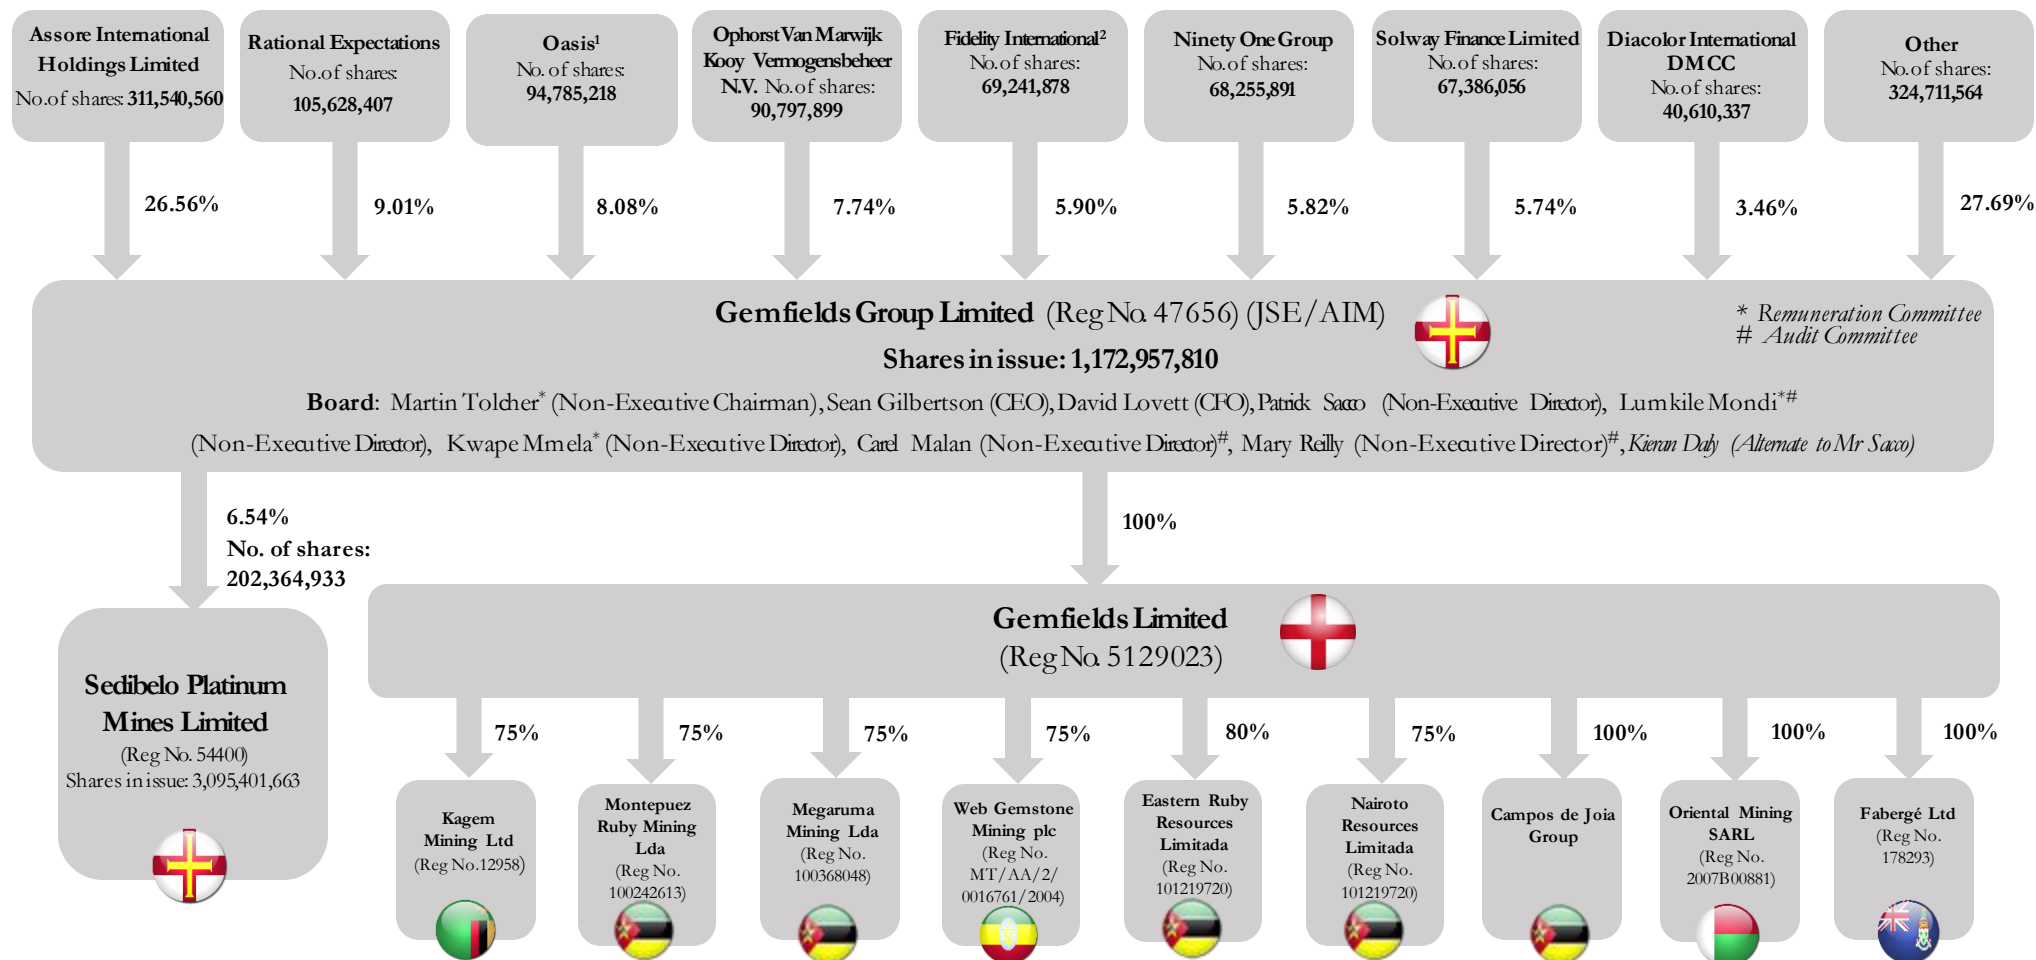 Assore International
Holdings Limited
No.of shares: 311,540,560
Rational Expectations
No.of shares:
105,628,407
Oasis¹
No. of shares:
94,785,218
Ophorst Van Marwijk
Kooy Vermogensbeheer
N.V. No.of shares:
90,797,899
Fidelity International²
No.of shares:
69,241,878
Ninety One Group
No.of shares:
68,255,891
Solway Finance Limited
No.of shares:
67,386,056
Diacolor International
DMCC
No.of shares:
40,610,337
Other
No.of shares:
324,711,564
26.56%
9.01%
8.08%
7.74%
5.90%
5.82%
5.74%
3.46%
27.69%
Gemfields Group Limited (Reg No. 47656) (JSE/AIM)
* Remuneration Committee
# Audit Committee
Shares in issue: 1,172,957,810
Board: Martin Tolcher* (Non-Executive Chairman), Sean Gilbertson (CEO), David Lovett (CFO), Patrick Sacco (Non-Executive Director), Lumkile Mondi*#
(Non-Executive Director), Kwape Mmela* (Non-Executive Director), Carel Malan (Non-Executive Director)#, Mary Reilly (Non-Executive Director)#, Kieran Daly (Alternate to Mr Sacco)
6.54%
No. of shares:
202,364,933
100%
Sedibelo Platinum
Mines Limited
(Reg No. 54400)
Shares in issue: 3,095,401,663
Gemfields Limited
(Reg No. 5129023)
75%
75%
75%
75%
80%
75%
100%
100%
100%
Kagem
Mining Ltd
(Reg No.12958)
Montepuez
Ruby Mining
Lda
(Reg No.
100242613)
Megaruma
Mining Lda
(Reg No.
100368048)
Web Gemstone
Mining plc
(Reg No.
MT/AA/2/
0016761/2004)
Eastern Ruby
Resources
Limitada
(Reg No.
101219720)
Nairoto
Resources
Limitada
(Reg No.
101219720)
Campos de Joia
Group
Oriental Mining
SARL
(Reg No.
2007B00881)
Fabergé Ltd
(Reg No.
178293)